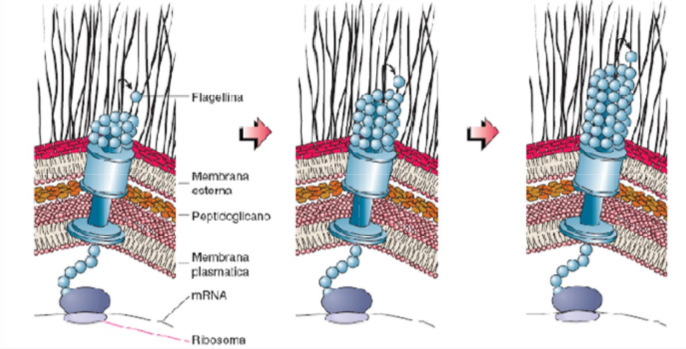 Flagellina
Membrana
esterna
Peptidoglicano
Membrana
plasmatica
mRNA
Ribosoma